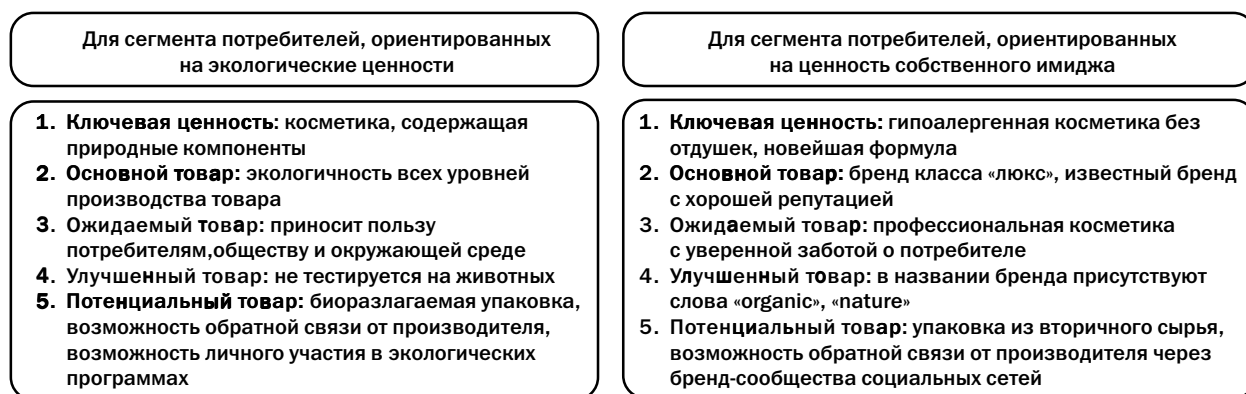 Для сегмента потребителей, ориентированных
на экологические ценности
1. Ключевая ценность: косметика, содержащая
природные компоненты
2. Основной товар: экологичность всех уровней
производства товара
3. Ожидаемый товар: приносит пользу
потребителям,обществу и окружающей среде
4. Улучшенный товар: не тестируется на животных
5. Потенциальный товар: биоразлагаемая упаковка,
возможность обратной связи от производителя,
возможность личного участия в экологических
программах
Для сегмента потребителей, ориентированных
на ценность собственного имиджа
1. Ключевая ценность: гипоалергенная косметика без
отдушек, новейшая формула
2. Основной товар: бренд класса «люкс», известный бренд
с хорошей репутацией
3. Ожидаемый товар: профессиональная косметика
с уверенной заботой о потребителе
4. Улучшенный товар: в названии бренда присутствуют
слова «organic», «nature»
5. Потенциальный товар: упаковка из вторичного сырья,
возможность обратной связи от производителя через
бренд-сообщества социальных сетей